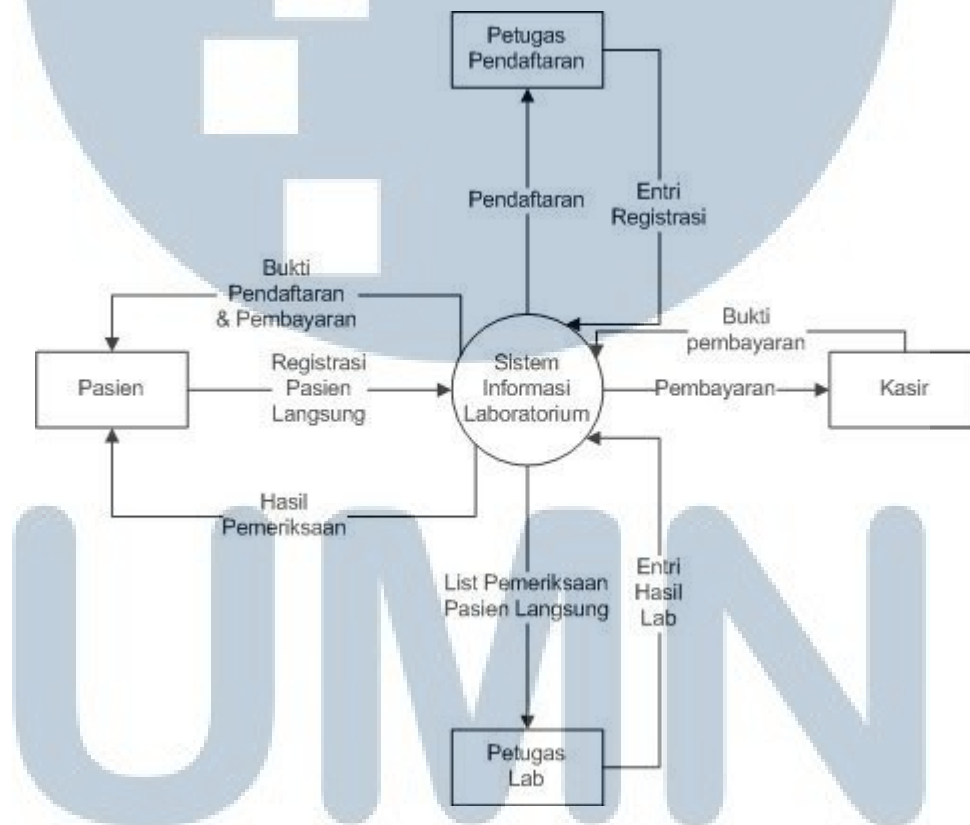 Petugas
Pendaftaran
Pendaftaran
Entri
Registrasi
Bukti
Pendaftaran
& Pembayaran
Bukti
pembayaran
Pasien
Registrasi
Pasien
Langsung
Sistem
Informasi
Laboratorium
Pembayaran
Kasir
Hasil
Pemeriksaan
List Pemeriksaan
Pasien Langsung
Entri
Hasil
Lab
Petugas
Lab
UMN